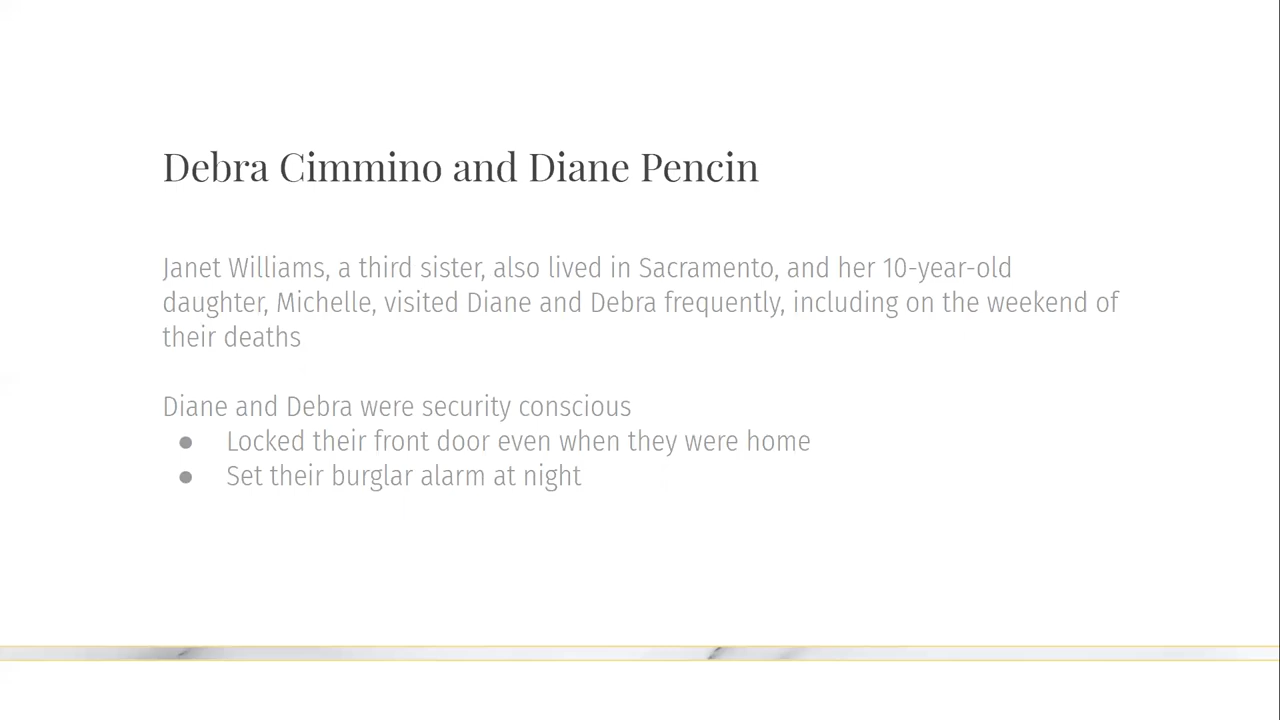 Debra Cimmino and Diane Pencin
Janet Williams, a third sister, also lived in Sacramento, and her 10-year-old
daughter, Michelle, visited Diane and Debra frequently, including on the weekend of
their deaths
Diane and Debra were security conscious
● Locked their front door even when they were home
● Set their burglar alarm at night